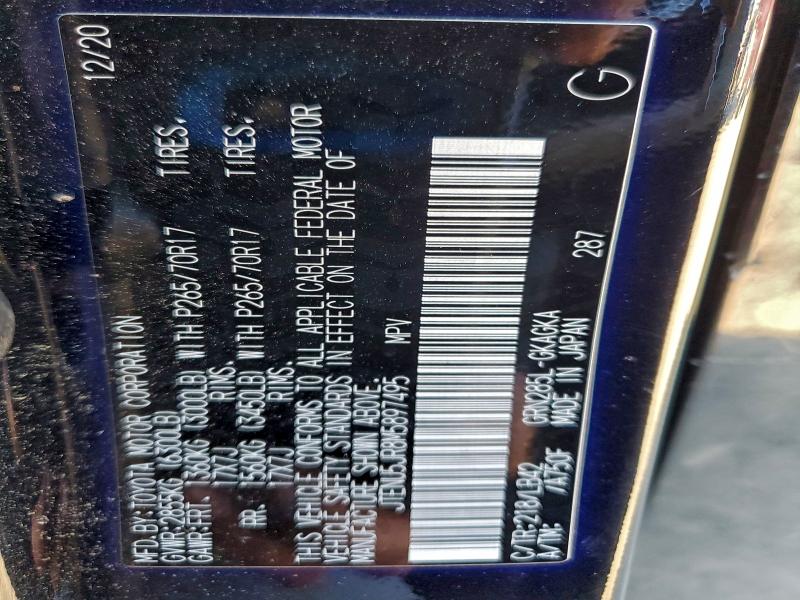 MFD. BY: TOYOTA MOTOR CORPORATION 12/20
GVWR: 2855KG (6300LB)
GAWR: FRT. 1360KG (3000LB) WITH P265/70R17 TIRES,
17X7J RIMS,
RR. 1560KG (3450LB) WITH P265/70R17 TIRES,
17X7J RIMS,
THIS VEHICLE CONFORMS TO ALL APPLICABLE FEDERAL MOTOR
VEHICLE SAFETY STANDARDS IN EFFECT ON THE DATE OF
MANUFACTURE SHOWN ABOVE.
MPV
C/TR: 218/LB42 GRN285L-GKAGKA
A/TM: /A750F MADE IN JAPAN 287
G